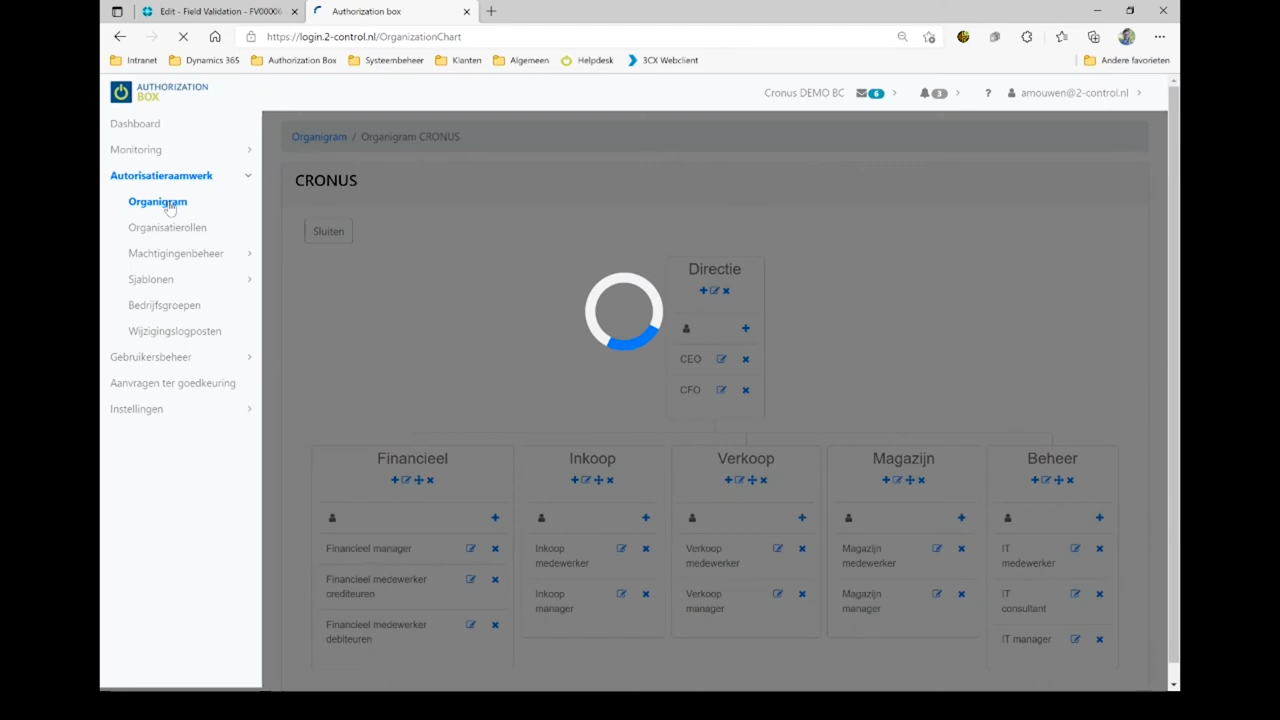 Edit - Field Validation - FV00006
Authorization box
https://login.2-control.nl/OrganizationChart
Intranet Dynamics 365 Authorization Box Systeembeheer Klanten Algemeen Helpdesk 3CX Webclient Andere favorieten
AUTHORIZATION
BOX
Cronus DEMO BC 6 3 ? amouwen@2-control.nl
Dashboard
Monitoring
Autorisatieraamwerk
Organigram
Organisatierollen
Machtigingenbeheer
Sjablonen
Bedrijfsgroepen
Wijzigingslogposten
Gebruikersbeheer
Aanvragen ter goedkeuring
Instellingen
Organigram / Organigram CRONUS
CRONUS
Sluiten
Directie
CEO
CFO
Financieel
Financieel manager
Financieel medewerker
crediteuren
Financieel medewerker
debiteuren
Inkoop
Inkoop
medewerker
Inkoop
manager
Verkoop
Verkoop
medewerker
Verkoop
manager
Magazijn
Magazijn
medewerker
Magazijn
manager
Beheer
IT
medewerker
IT
consultant
IT manager